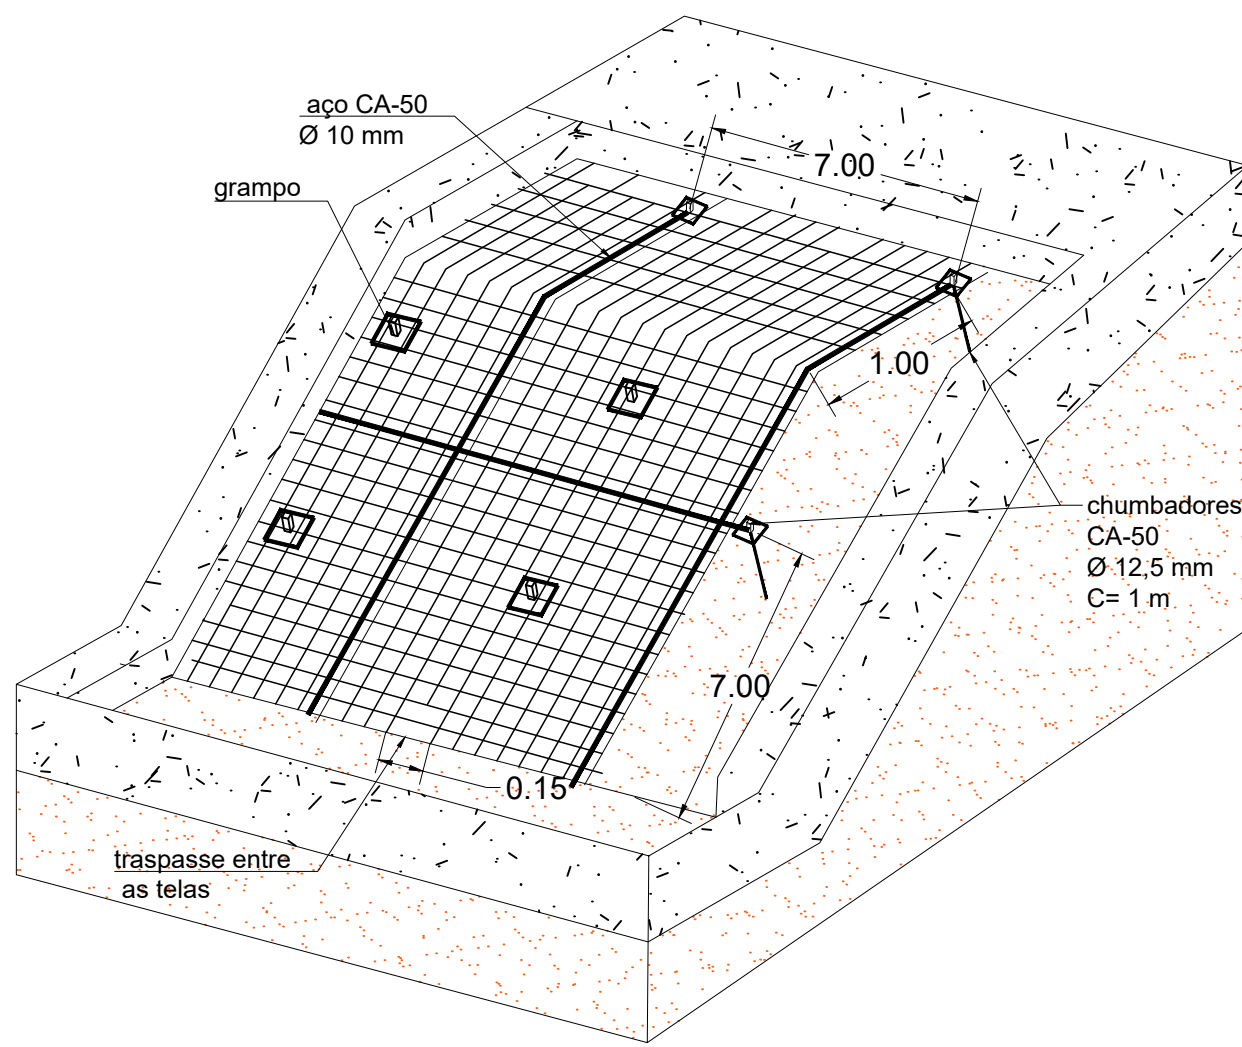 aço CA-50
Ø 10 mm
7.00
grampo
1.00
chumbadores
CA-50
Ø 12,5 mm
C= 1 m
7.00
0.15
traspasse entre
as telas